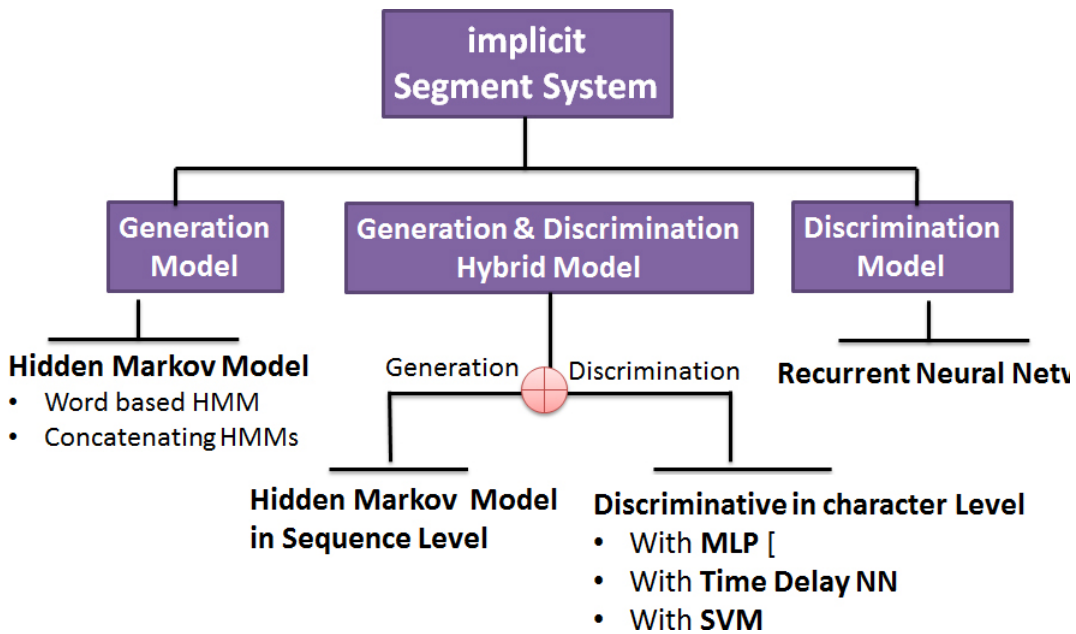 implicit
Segment System
Generation
Model
Generation & Discrimination
Hybrid Model
Discrimination
Model
Hidden Markov Model
• Word based HMM
• Concatenating HMMs
Generation
Discrimination
Recurrent Neural
Hidden Markov Model
in Sequence Level
Discriminative in character Level
• With MLP [
• With Time Delay NN
• With SVM